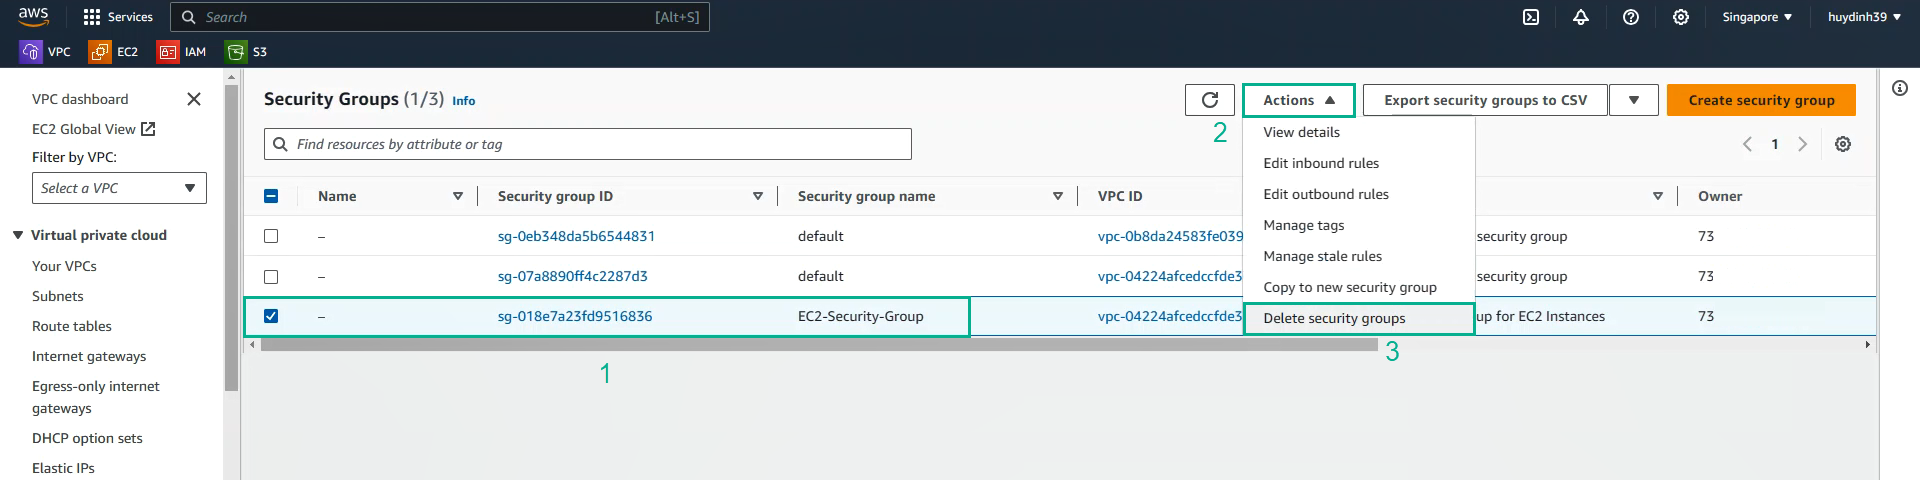 aws
Services
Search [Alt+S]
Singapore
huydinh39
VPC EC2 IAM S3
VPC dashboard
EC2 Global View
Filter by VPC:
Select a VPC
Virtual private cloud
Your VPCs
Subnets
Route tables
Internet gateways
Egress-only internet
gateways
DHCP option sets
Elastic IPs
Security Groups (1/3) Info
Actions
Export security groups to CSV
Create security group
2
Find resources by attribute or tag
1
View details
Edit inbound rules
Edit outbound rules
Manage tags
Manage stale rules
Copy to new security group
Delete security groups
Name Security group ID Security group name VPC ID Owner
– sg-0eb348da5b6544831 default vpc-0b8da24583fe039 security group 73
– sg-07a8890ff4c2287d3 default vpc-04224afcedccfde3 security group 73
– sg-018e7a23fd9516836 EC2-Security-Group vpc-04224afcedccfde3 up for EC2 Instances 73
1
3